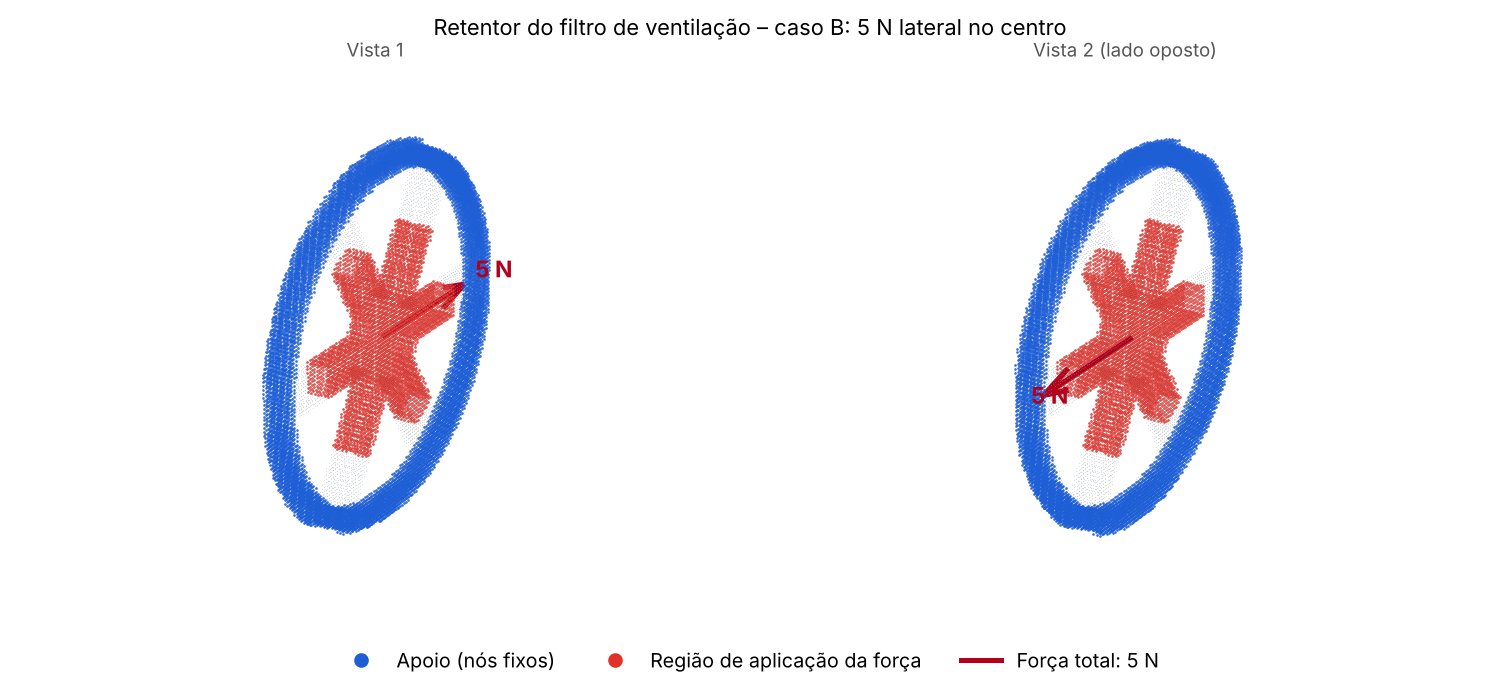 Retentor do filtro de ventilação – caso B: 5 N lateral no centro
Vista 1
Vista 2 (lado oposto)
5 N
5 N
Apoio (nós fixos)
Região de aplicação da força
Força total: 5 N